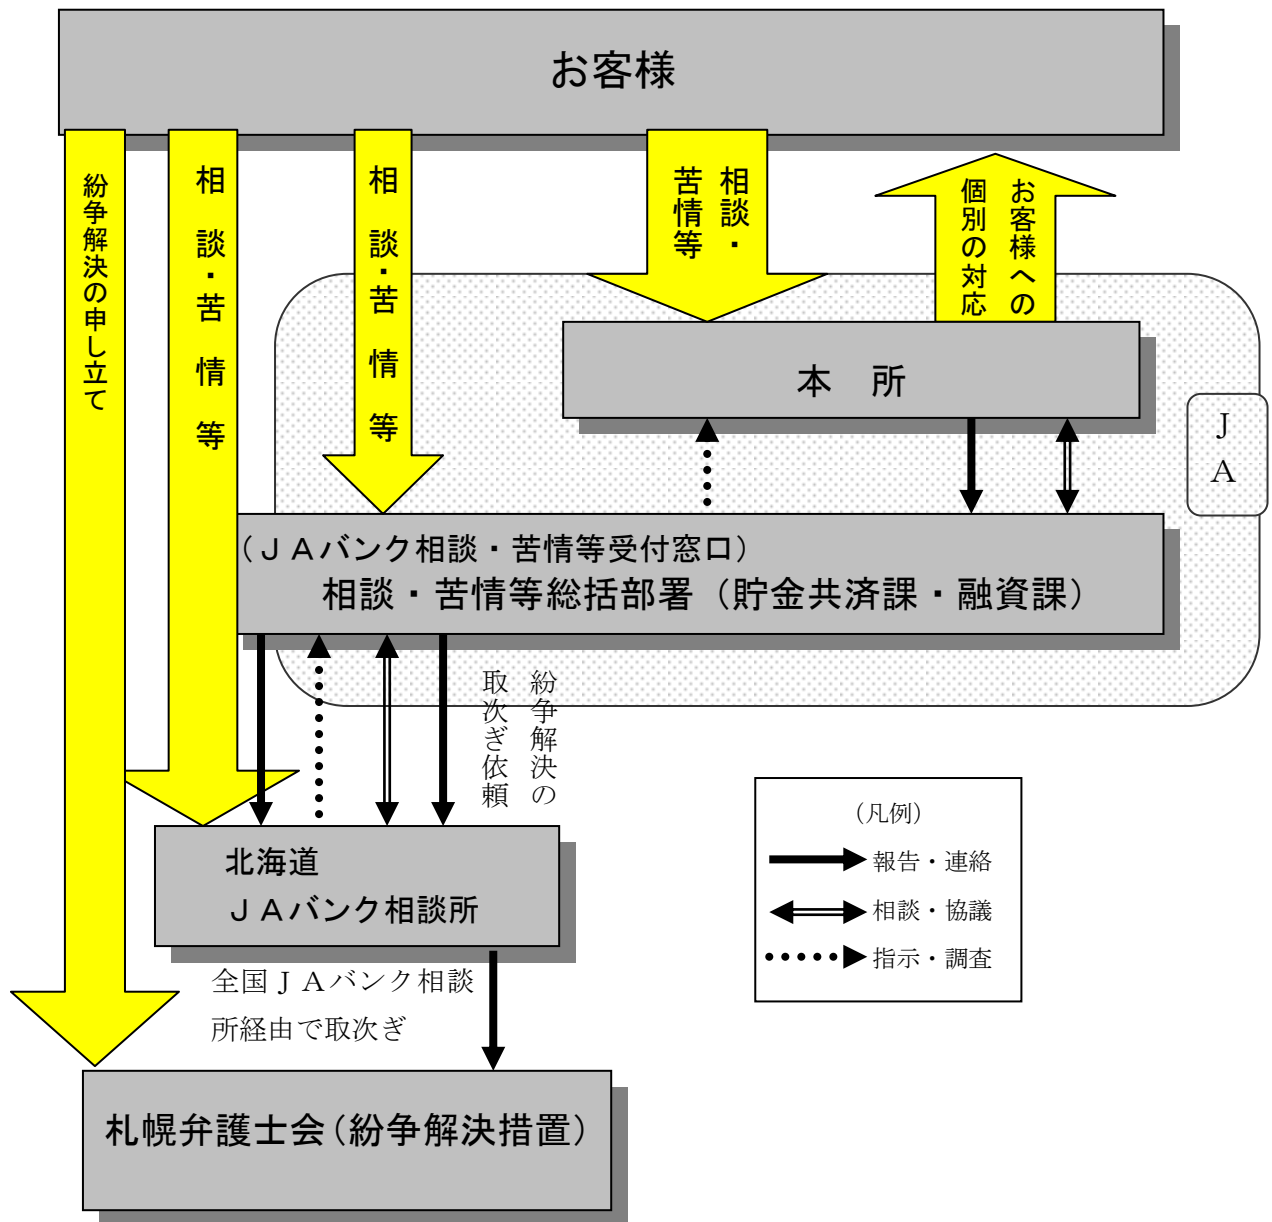 お客様
紛争解決の申し立て
相談・苦情等
相談・苦情等
相談・
苦情等
お客様への
個別の対応
本　所
ＪＡ
（ＪＡバンク相談・苦情等受付窓口）
相談・苦情等総括部署（貯金共済課・融資課）
紛争解決の
取次ぎ依頼
（凡例）
報告・連絡
相談・協議
指示・調査
北海道
ＪＡバンク相談所
全国ＪＡバンク相談
所経由で取次ぎ
札幌弁護士会（紛争解決措置）